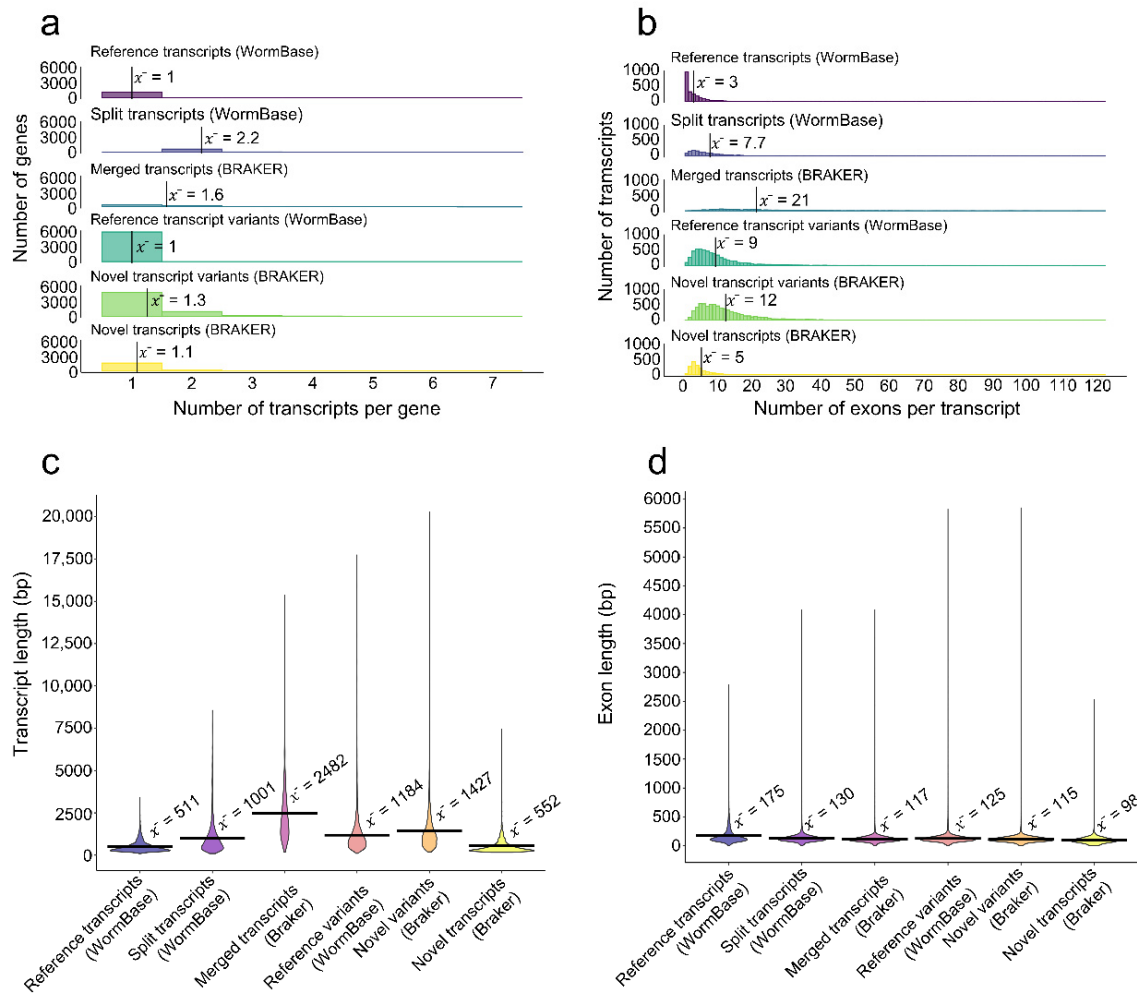 a
Reference transcripts (WormBase)
6000
3000
0
x̄ = 1
Split transcripts (WormBase)
6000
3000
0
x̄ = 2.2
Merged transcripts (BRAKER)
6000
3000
0
x̄ = 1.6
Reference transcript variants (WormBase)
6000
3000
0
x̄ = 1
Novel transcript variants (BRAKER)
6000
3000
0
x̄ = 1.3
Novel transcripts (BRAKER)
6000
3000
0
x̄ = 1.1
1 2 3 4 5 6 7
Number of transcripts per gene
Number of genes
b
Reference transcripts (WormBase)
1000
500
0
x̄ = 3
Split transcripts (WormBase)
1000
500
0
x̄ = 7.7
Merged transcripts (BRAKER)
1000
500
0
x̄ = 21
Reference transcript variants (WormBase)
1000
500
0
x̄ = 9
Novel transcript variants (BRAKER)
1000
500
0
x̄ = 12
Novel transcripts (BRAKER)
1000
500
0
x̄ = 5
0 10 20 30 40 50 60 70 80 90 100 110 120
Number of exons per transcript
Number of tramscripts
c
20,000
17,500
15,000
12,500
10,000
7500
5000
2500
0
Transcript length (bp)
x̄ = 511
x̄ = 1001
x̄ = 2482
x̄ = 1184
x̄ = 1427
x̄ = 552
Reference transcripts
(WormBase)
Split transcripts
(WormBase)
Merged transcripts
(Braker)
Reference variants
(WormBase)
Novel variants
(Braker)
Novel transcripts
(Braker)
d
6000
5500
5000
4500
4000
3500
3000
2500
2000
1500
1000
500
0
Exon length (bp)
x̄ = 175
x̄ = 130
x̄ = 117
x̄ = 125
x̄ = 115
x̄ = 98
Reference transcripts
(WormBase)
Split transcripts
(WormBase)
Merged transcripts
(Braker)
Reference variants
(WormBase)
Novel variants
(Braker)
Novel transcripts
(Braker)